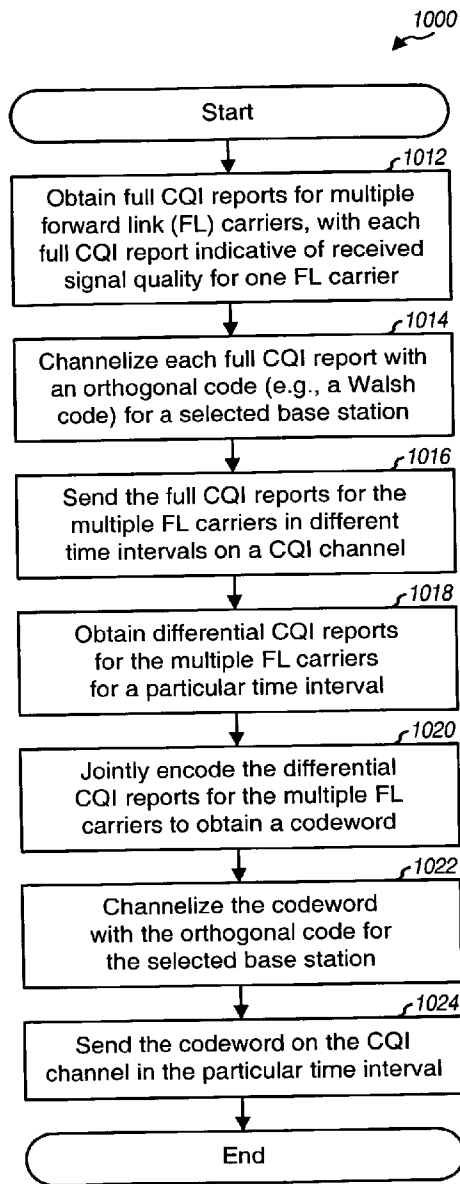 1000
Start
1012
Obtain full CQI reports for multiple
forward link (FL) carriers, with each
full CQI report indicative of received
signal quality for one FL carrier
1014
Channelize each full CQI report with
an orthogonal code (e.g., a Walsh
code) for a selected base station
1016
Send the full CQI reports for the
multiple FL carriers in different
time intervals on a CQI channel
1018
Obtain differential CQI reports
for the multiple FL carriers
for a particular time interval
1020
Jointly encode the differential
CQI reports for the multiple FL
carriers to obtain a codeword
1022
Channelize the codeword
with the orthogonal code for
the selected base station
1024
Send the codeword on the CQI
channel in the particular time interval
End